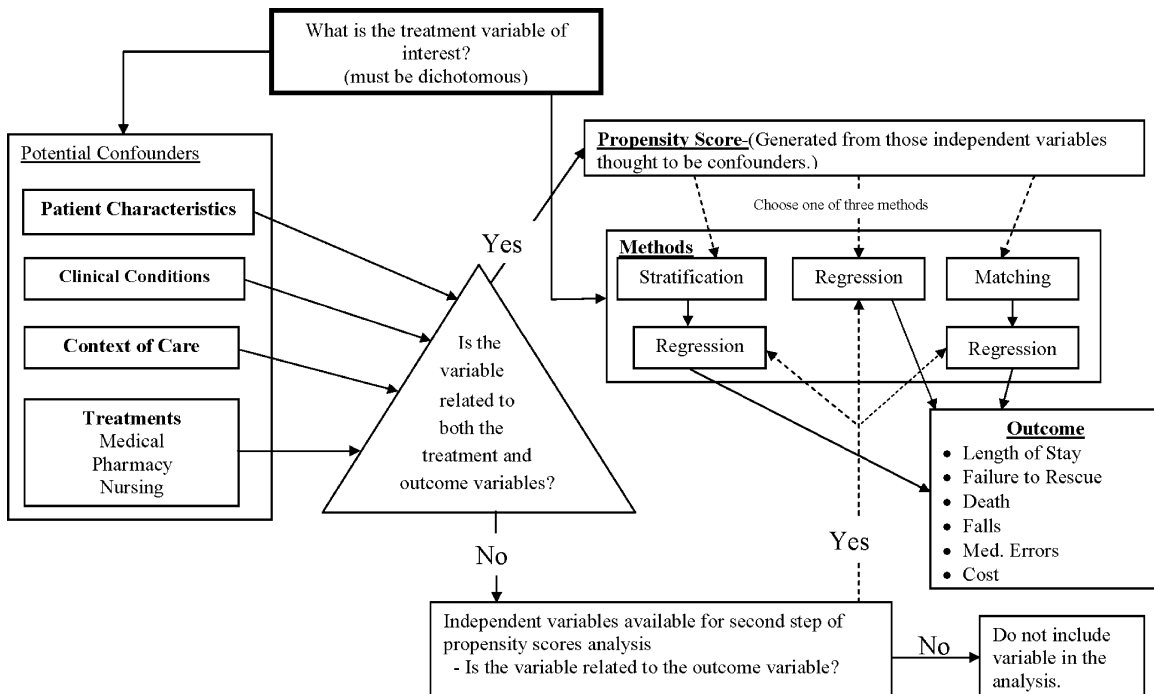 What is the treatment variable of
interest?
(must be dichotomous)
Potential Confounders
Patient Characteristics
Clinical Conditions
Context of Care
Treatments
Medical
Pharmacy
Nursing
Is the
variable
related to
both the
treatment and
outcome variables?
Yes
Propensity Score-(Generated from those independent variables
thought to be confounders.)
Choose one of three methods
Methods
Stratification
Regression
Matching
Regression
Regression
Outcome
• Length of Stay
• Failure to Rescue
• Death
• Falls
• Med. Errors
• Cost
No
Yes
Independent variables available for second step of
propensity scores analysis
- Is the variable related to the outcome variable?
No
Do not include
variable in the
analysis.